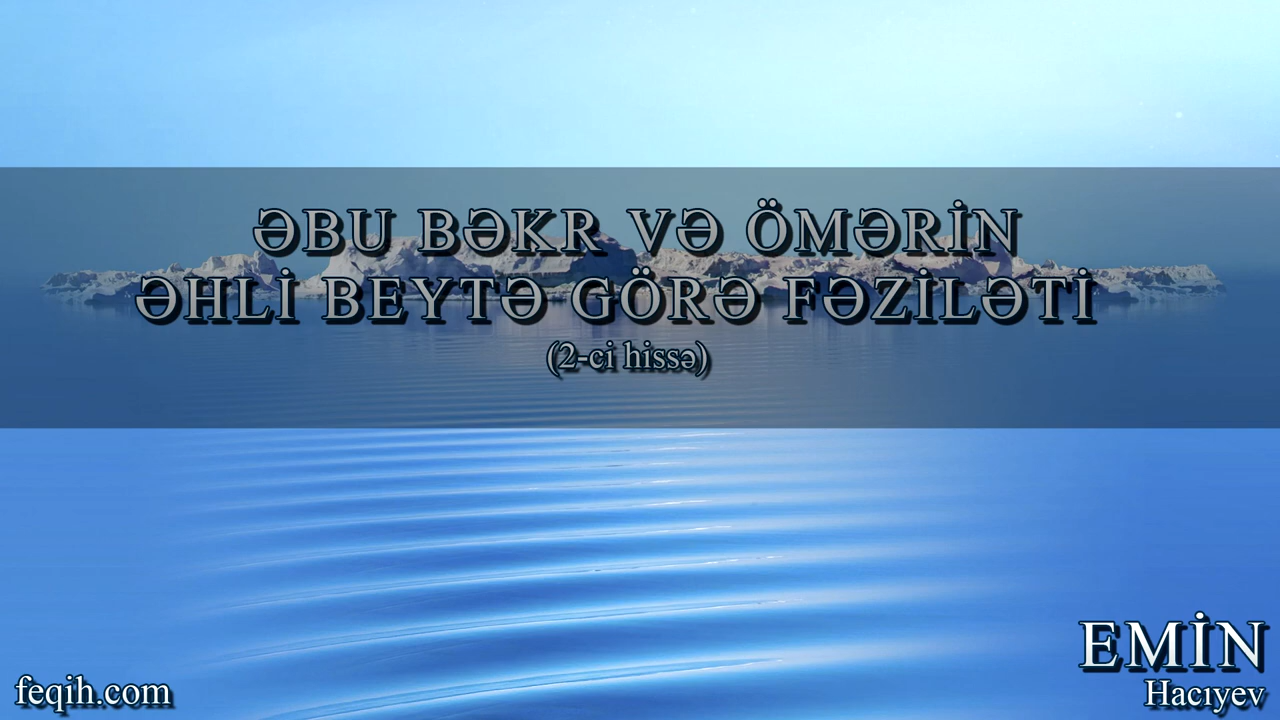 ƏBU BƏKR VƏ ÖMƏRİN
ƏHLİ BEYTƏ GÖRƏ FƏZİLƏTİ
(2-ci hissə)
EMİN
Hacıyev
feqih.com